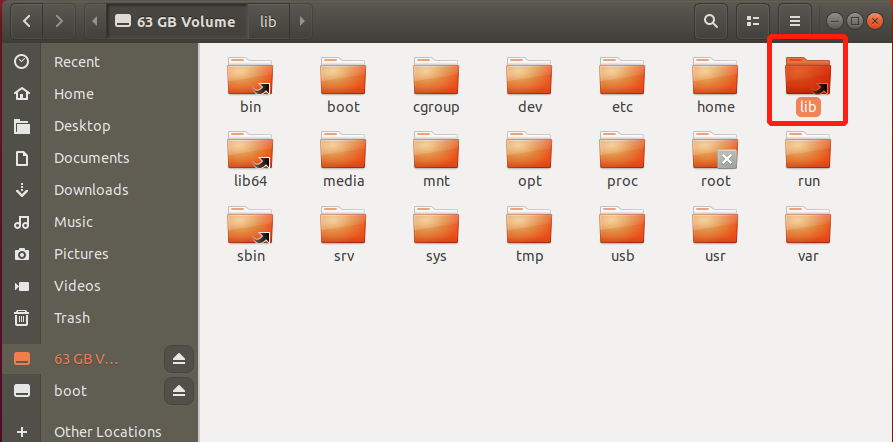 63 GB Volume lib
Recent
Home
Desktop
Documents
Downloads
Music
Pictures
Videos
Trash
63 GB V...
boot
Other Locations
bin boot cgroup dev etc home lib
lib64 media mnt opt proc root run
sbin srv sys tmp usb usr var